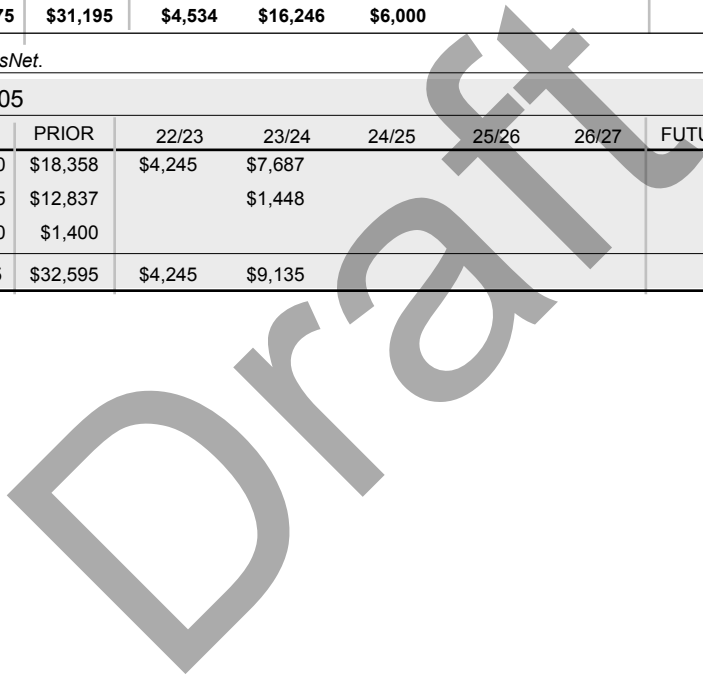 75 $31,195 $4,534 $16,246 $6,000
sNet.
05
PRIOR 22/23 23/24 24/25 25/26 26/27 FUTU
0 $18,358 $4,245 $7,687
5 $12,837 $1,448
0 $1,400
5 $32,595 $4,245 $9,135
Draft